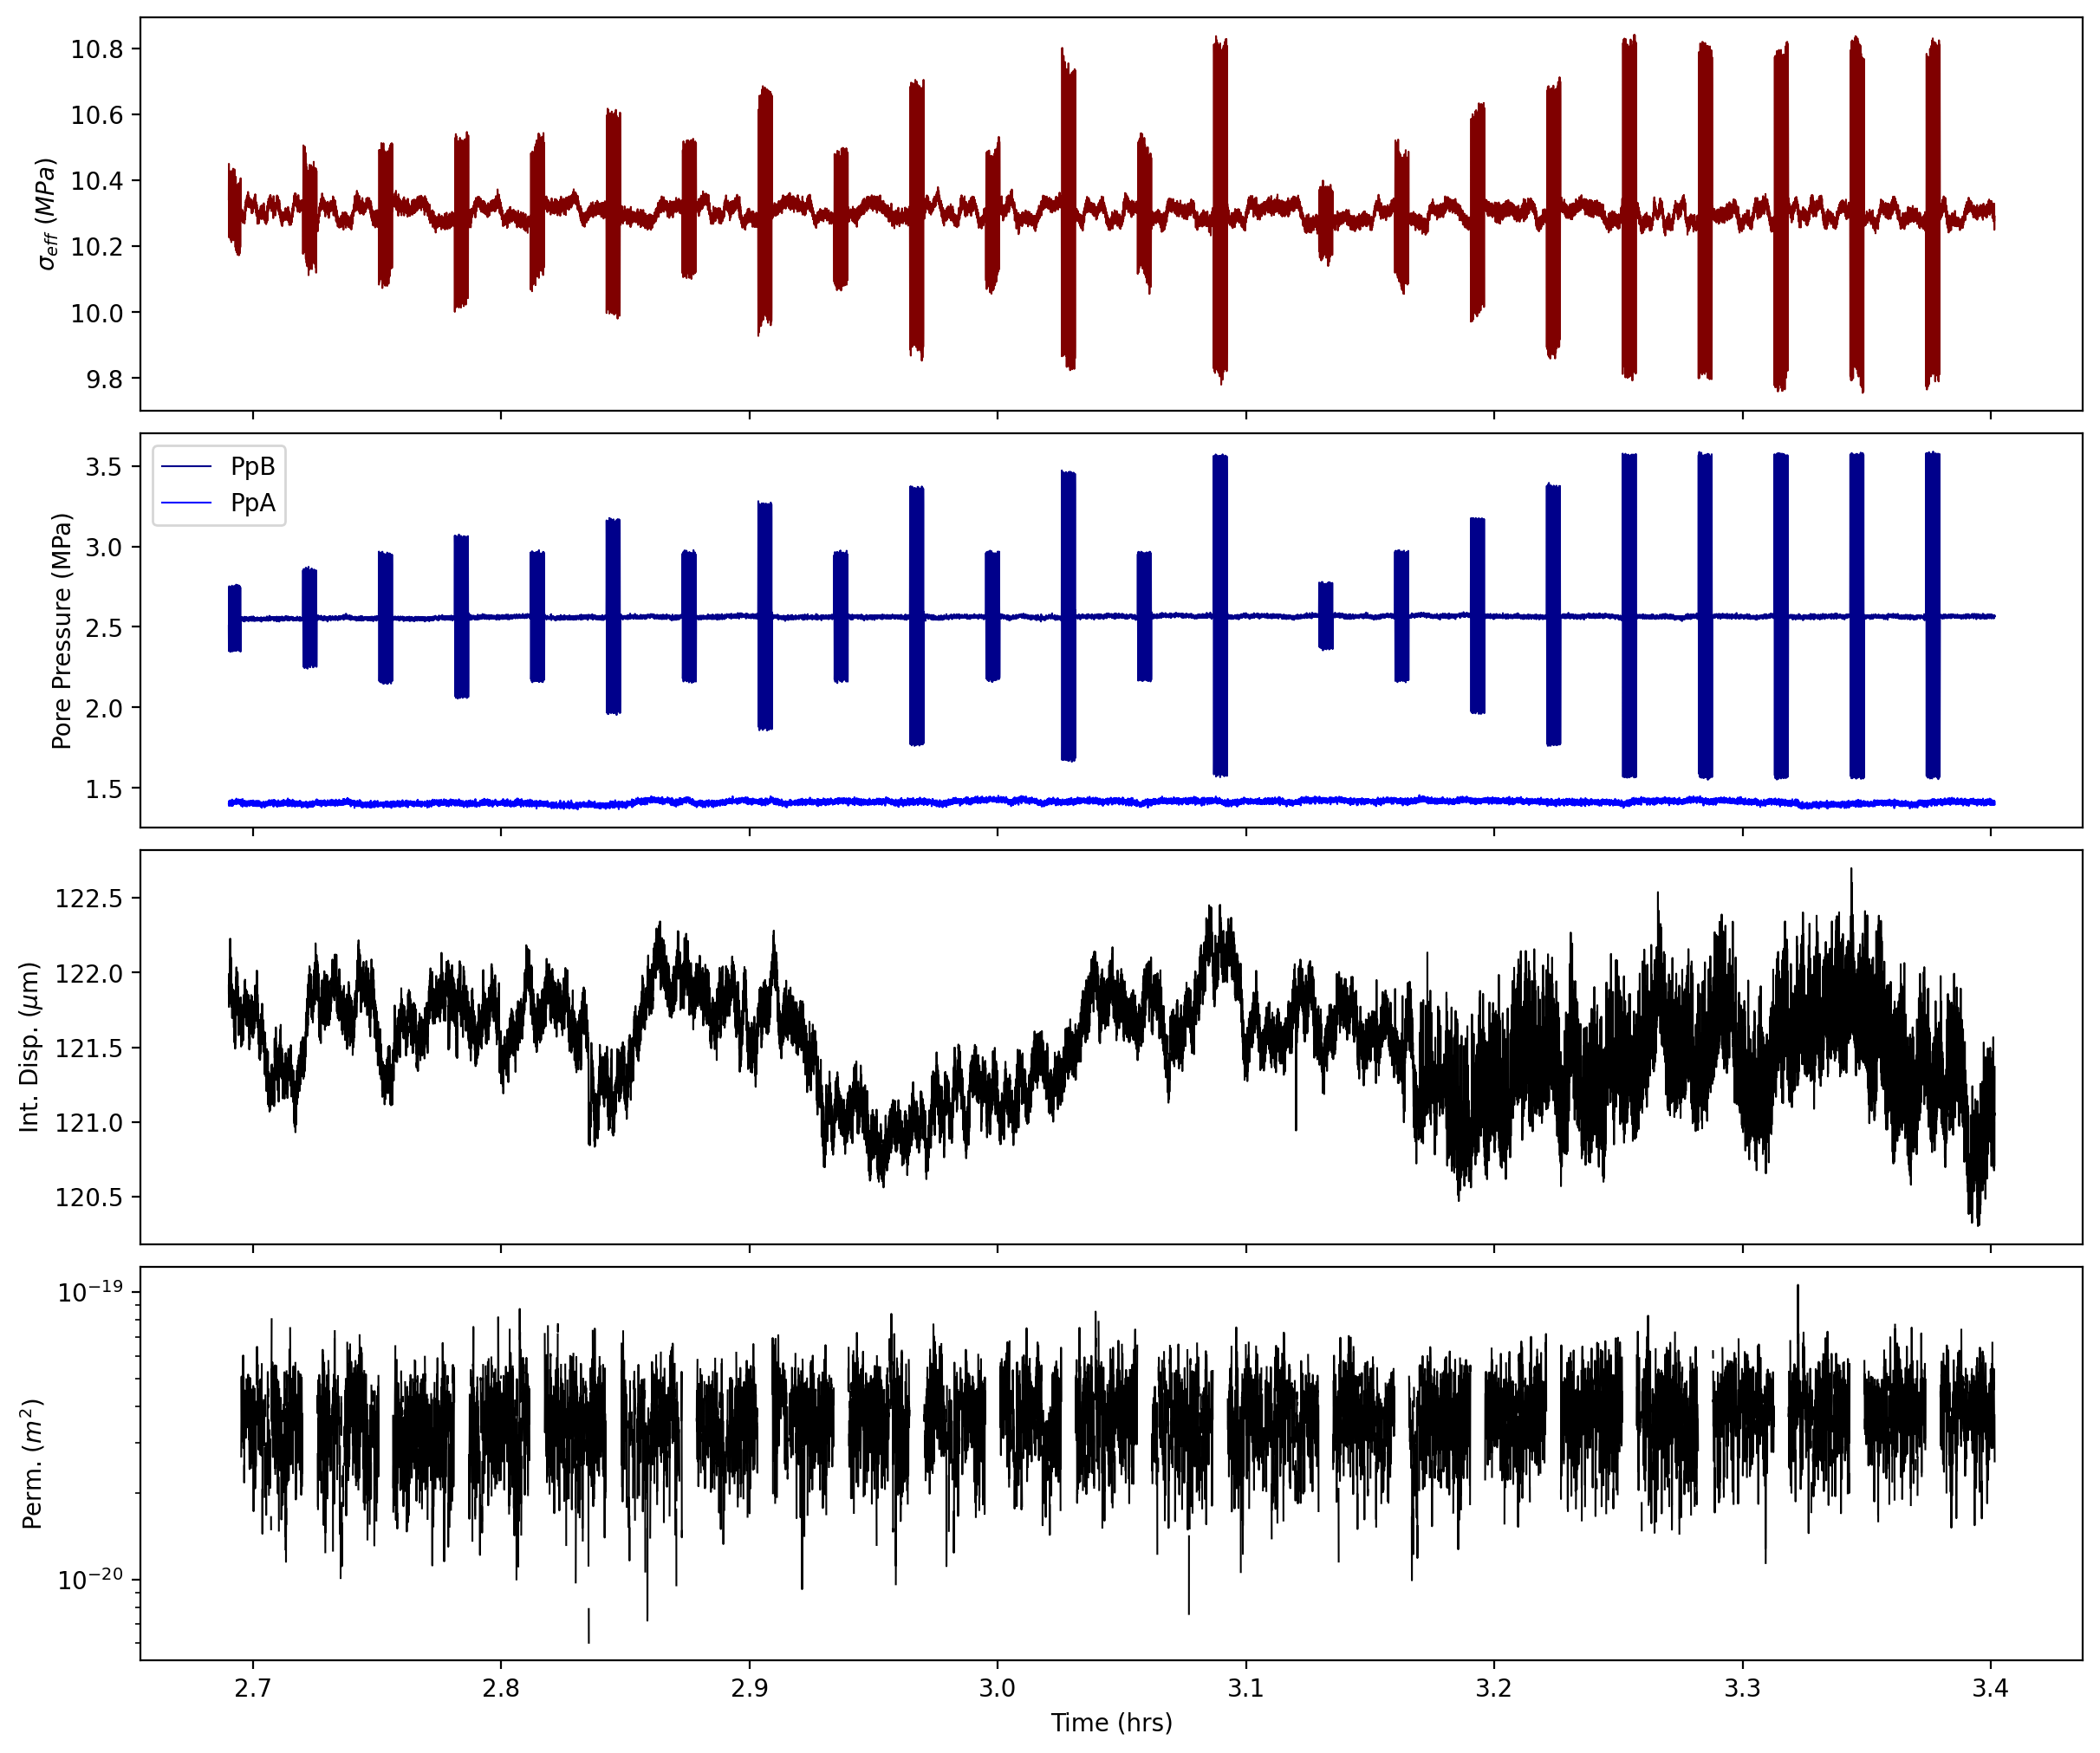 10.8
10.6
10.4
10.2
10.0
9.8
σ_eff (MPa)
PpB
PpA
3.5
3.0
2.5
2.0
1.5
Pore Pressure (MPa)
122.5
122.0
121.5
121.0
120.5
Int. Disp. (μm)
10⁻¹⁹
10⁻²⁰
Perm. (m²)
2.7 2.8 2.9 3.0 3.1 3.2 3.3 3.4
Time (hrs)